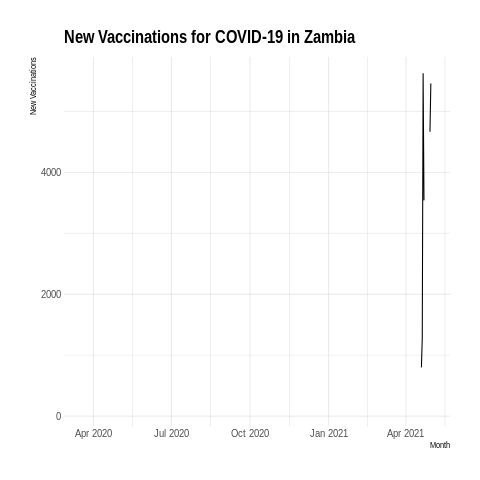 New Vaccinations for COVID-19 in Zambia
New Vaccinations
4000
2000
0
Apr 2020 Jul 2020 Oct 2020 Jan 2021 Apr 2021
Month